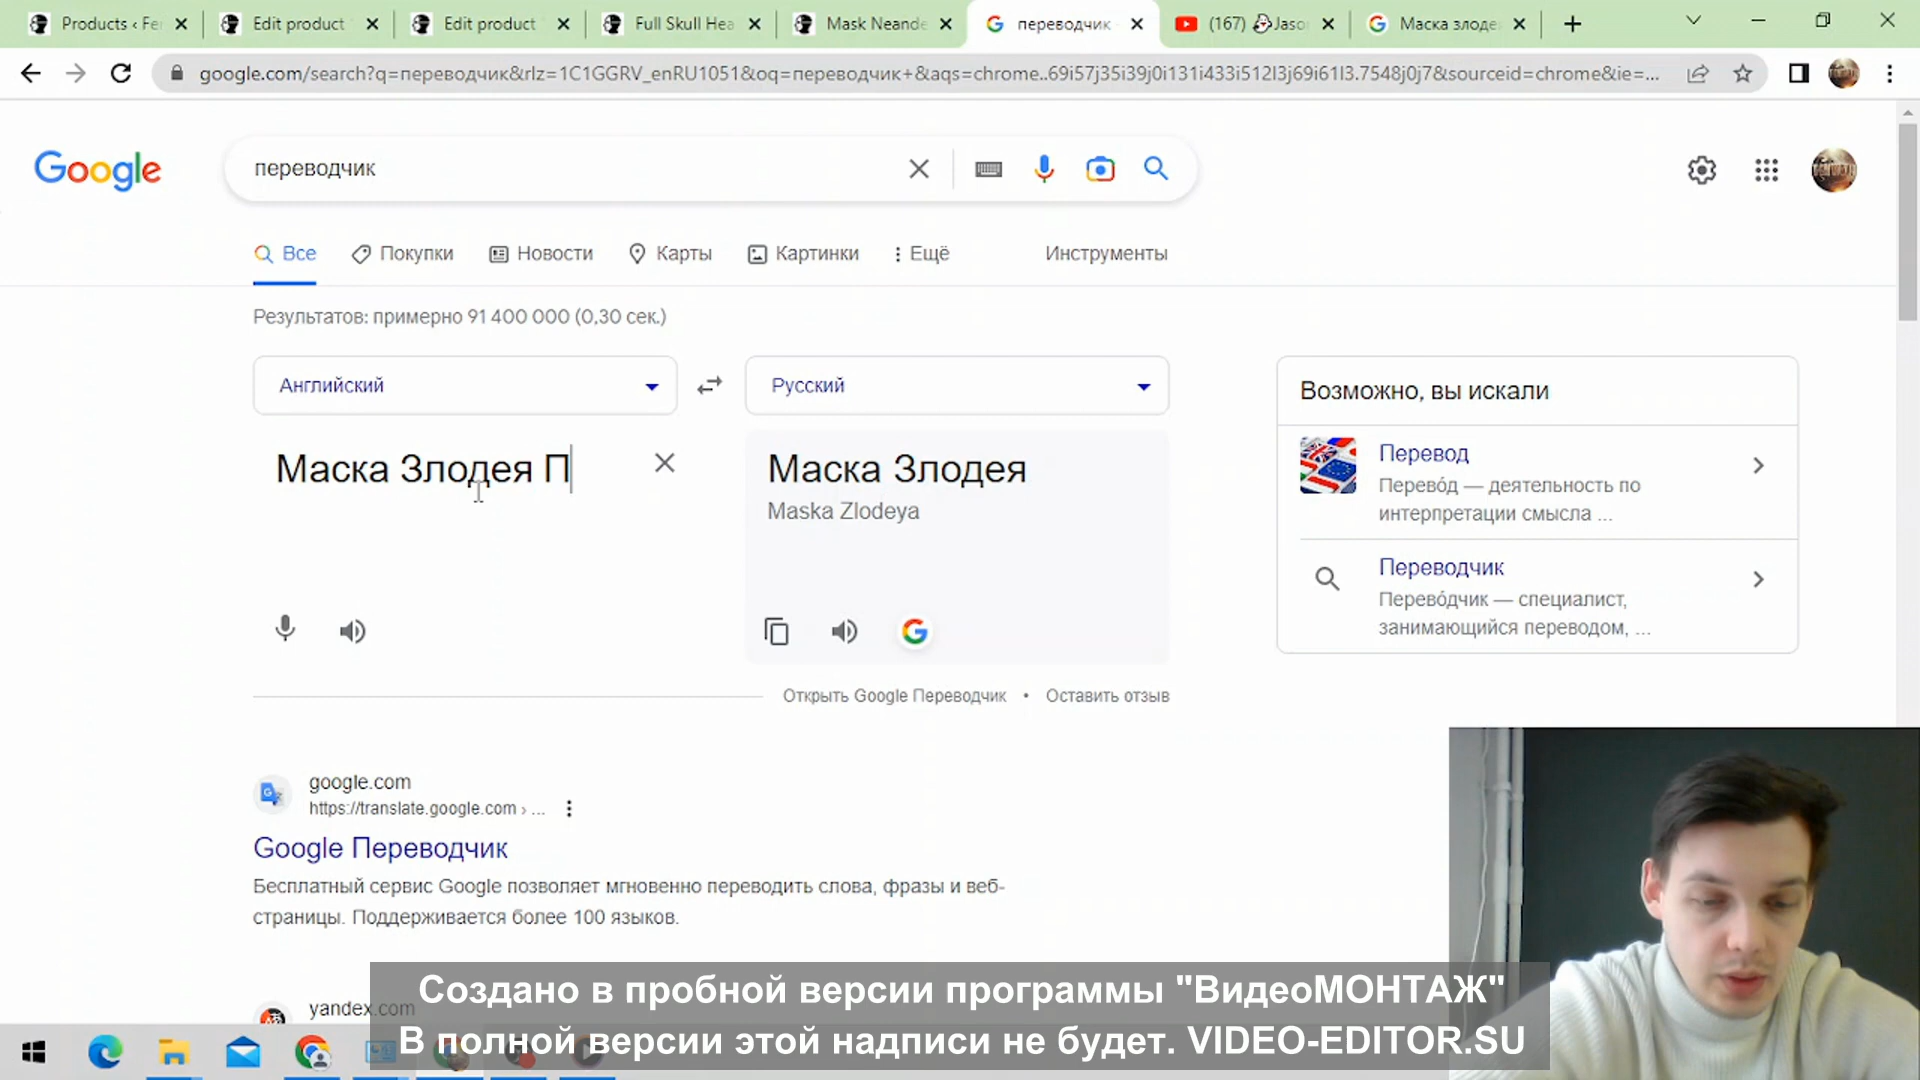 Products ‹ Fe
Edit product
Edit product
Full Skull Hea
Mask Neande
переводчик
(167) Jaso
Маска злоде
google.com/search?q=переводчик&rlz=1C1GGRV_enRU1051&oq=переводчик+&aqs=chrome..69i57j35i39j0i131i433i512l3j69i61l3.7548j0j7&sourceid=chrome&ie=...
Google
переводчик
Все
Покупки
Новости
Карты
Картинки
Ещё
Инструменты
Результатов: примерно 91 400 000 (0,30 сек.)
Английский
Русский
Маска Злодея П
Маска Злодея
Maska Zlodeya
Открыть Google Переводчик • Оставить отзыв
Возможно, вы искали
Перевод
Перево́д — деятельность по
интерпретации смысла ...
Переводчик
Перево́дчик — специалист,
занимающийся переводом, ...
google.com
https://translate.google.com › ...
Google Переводчик
Бесплатный сервис Google позволяет мгновенно переводить слова, фразы и веб-
страницы. Поддерживается более 100 языков.
yandex.com
Создано в пробной версии программы "ВидеоМОНТАЖ"
В полной версии этой надписи не будет. VIDEO-EDITOR.SU